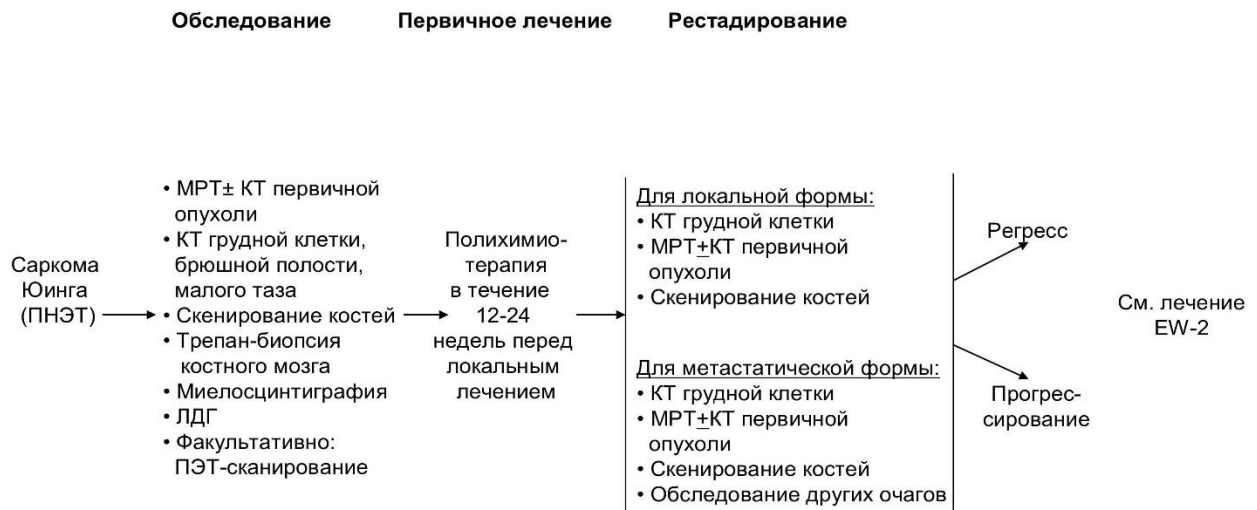 Обследование
Первичное лечение
Рестадирование
Саркома
Юинга
(ПНЭТ)
• МРТ± КТ первичной
опухоли
• КТ грудной клетки,
брюшной полости,
малого таза
• Скенирование костей
• Трепан-биопсия
костного мозга
• Миелосцинтиграфия
• ЛДГ
• Факультативно:
ПЭТ-сканирование
Полихимио-
терапия
в течение
12-24
недель перед
локальным
лечением
Для локальной формы:
• КТ грудной клетки
• МРТ±КТ первичной
опухоли
• Скенирование костей
Для метастатической формы:
• КТ грудной клетки
• МРТ±КТ первичной
опухоли
• Скенирование костей
• Обследование других очагов
Регресс
Прогрес-
сирование
См. лечение
EW-2